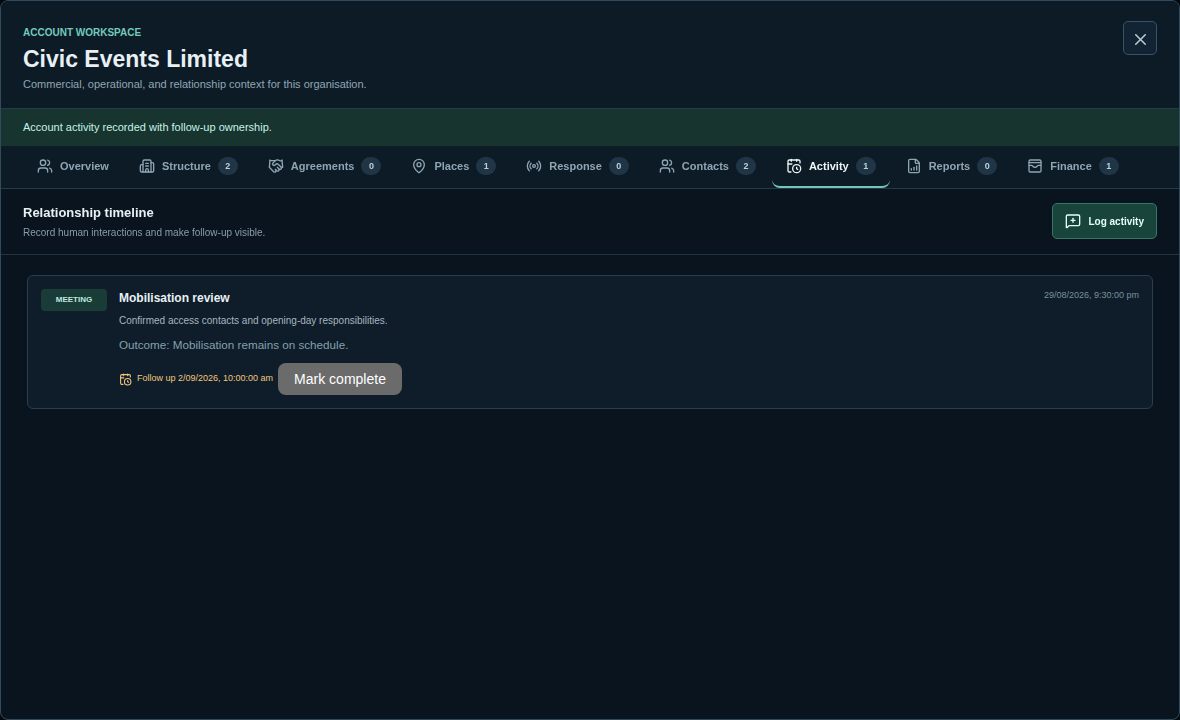 ACCOUNT WORKSPACE
Civic Events Limited
Commercial, operational, and relationship context for this organisation.
Account activity recorded with follow-up ownership.
Overview Structure 2 Agreements 0 Places 1 Response 0 Contacts 2 Activity 1 Reports 0 Finance 1
Relationship timeline
Record human interactions and make follow-up visible.
Log activity
MEETING Mobilisation review 29/08/2026, 9:30:00 pm
Confirmed access contacts and opening-day responsibilities.
Outcome: Mobilisation remains on schedule.
Follow up 2/09/2026, 10:00:00 am Mark complete